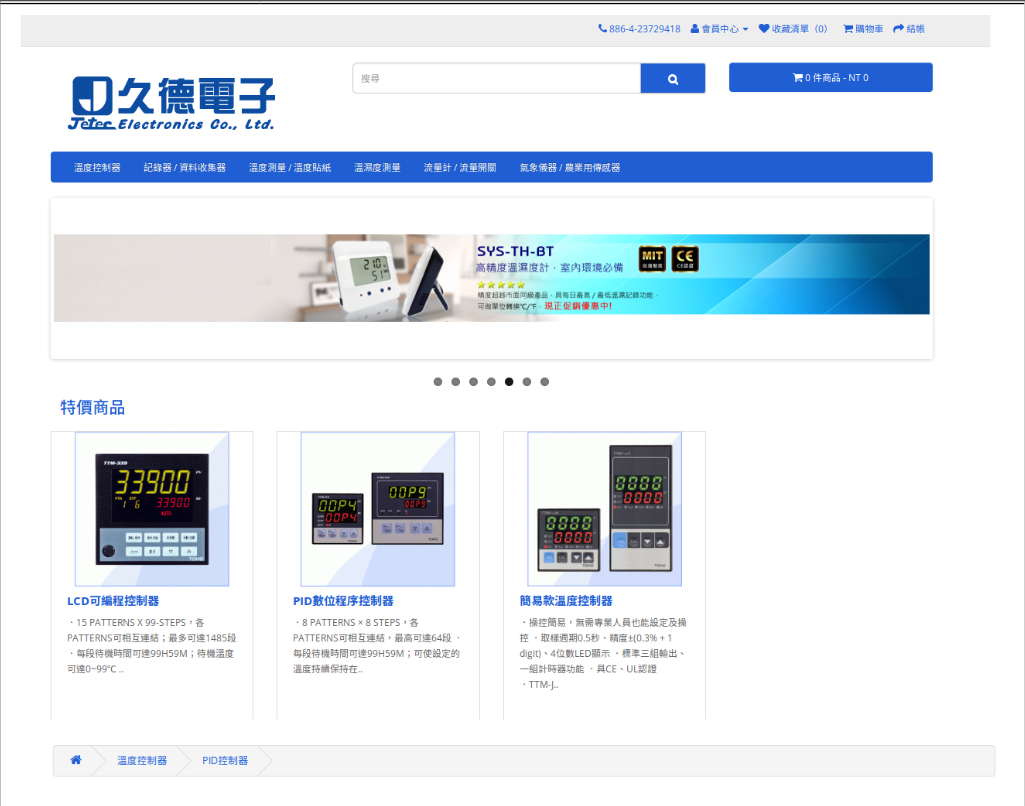 886-4-23729418 會員中心 收藏清單（0） 購物車 結帳
久德電子
Jetec Electronics Co., Ltd.
搜尋
0 件商品 - NT 0
溫度控制器 記錄器 / 資料收集器 溫度測量 / 溫度貼紙 溫濕度測量 流量計 / 流量開關 氣象儀器 / 農業用傳感器
SYS-TH-BT
高精度溫濕度計．室內環境必備
MIT
CE
精度超越市面同級產品．具每日最高 / 最低溫濕記錄功能．
可做單位轉換℃/°F．現正促銷優惠中!
特價商品
TTM-339
33900
33900
00P4
00P4
00P9
00P9
8888
8888
8888
8888
LCD可編程控制器
・15 PATTERNS X 99-STEPS，各
PATTERNS可相互連結；最多可達1485段
・每段待機時間可達99H59M；待機溫度
可達0~99℃ ..
PID數位程序控制器
・8 PATTERNS × 8 STEPS，各
PATTERNS可相互連結，最高可達64段 ・
每段待機時間可達99H59M；可使設定的
溫度持續保持在..
簡易款溫度控制器
・操控簡易，無需專業人員也能設定及操
控 ・取樣週期0.5秒、精度±(0.3% + 1
digit)、4位數LED顯示 ・標準三組輸出、
一組計時器功能 ・具CE、UL認證
・TTM-J..
溫度控制器 PID控制器